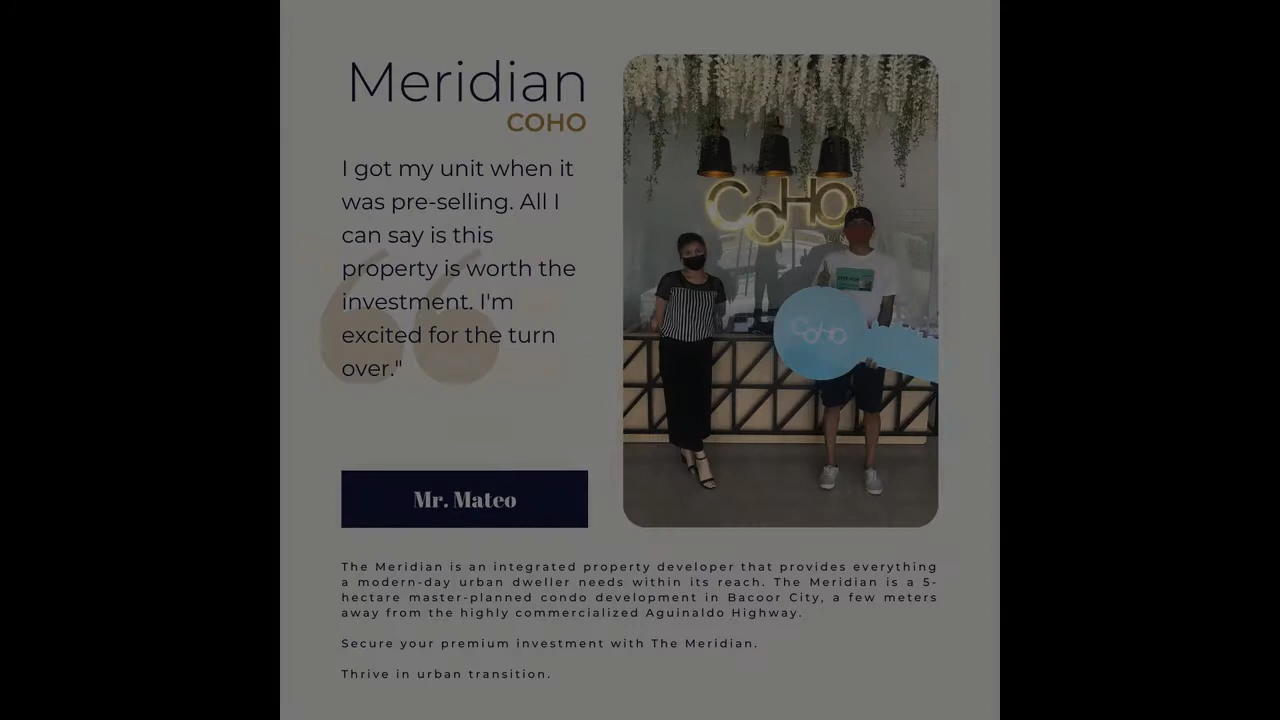 Meridian
COHO
I got my unit when it
was pre-selling. All I
can say is this
property is worth the
investment. I'm
excited for the turn
over."
Mr. Mateo
COHO
COHO
The Meridian is an integrated property developer that provides everything
a modern-day urban dweller needs within its reach. The Meridian is a 5-
hectare master-planned condo development in Bacoor City, a few meters
away from the highly commercialized Aguinaldo Highway.
Secure your premium investment with The Meridian.
Thrive in urban transition.